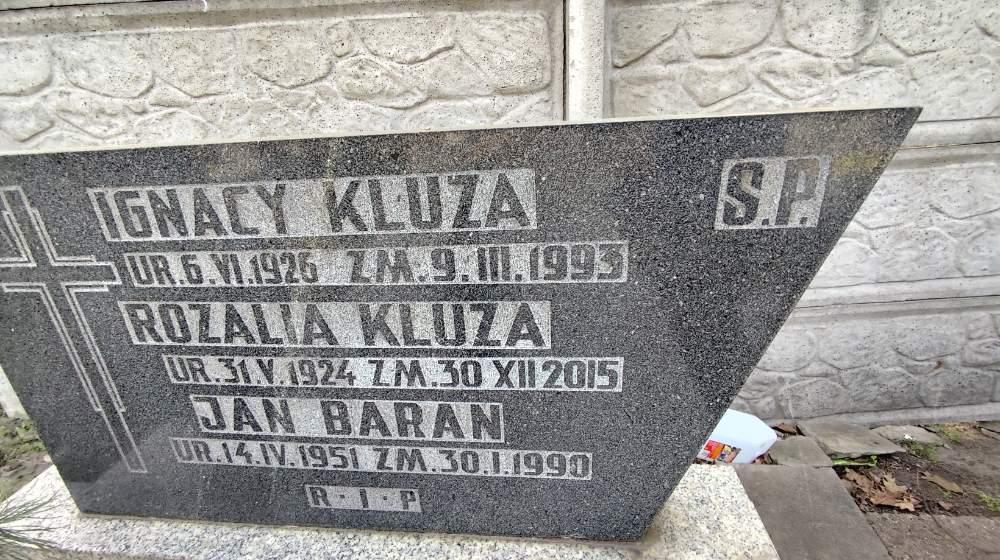 S.P.
IGNACY KLUZA
UR.6.VI.1926 ZM.9.III.1993
ROZALIA KLUZA
UR.31.V.1924 ZM.30 XII 2015
JAN BARAN
UR.14.IV.1951 ZM.30.I.1990
R·I·P